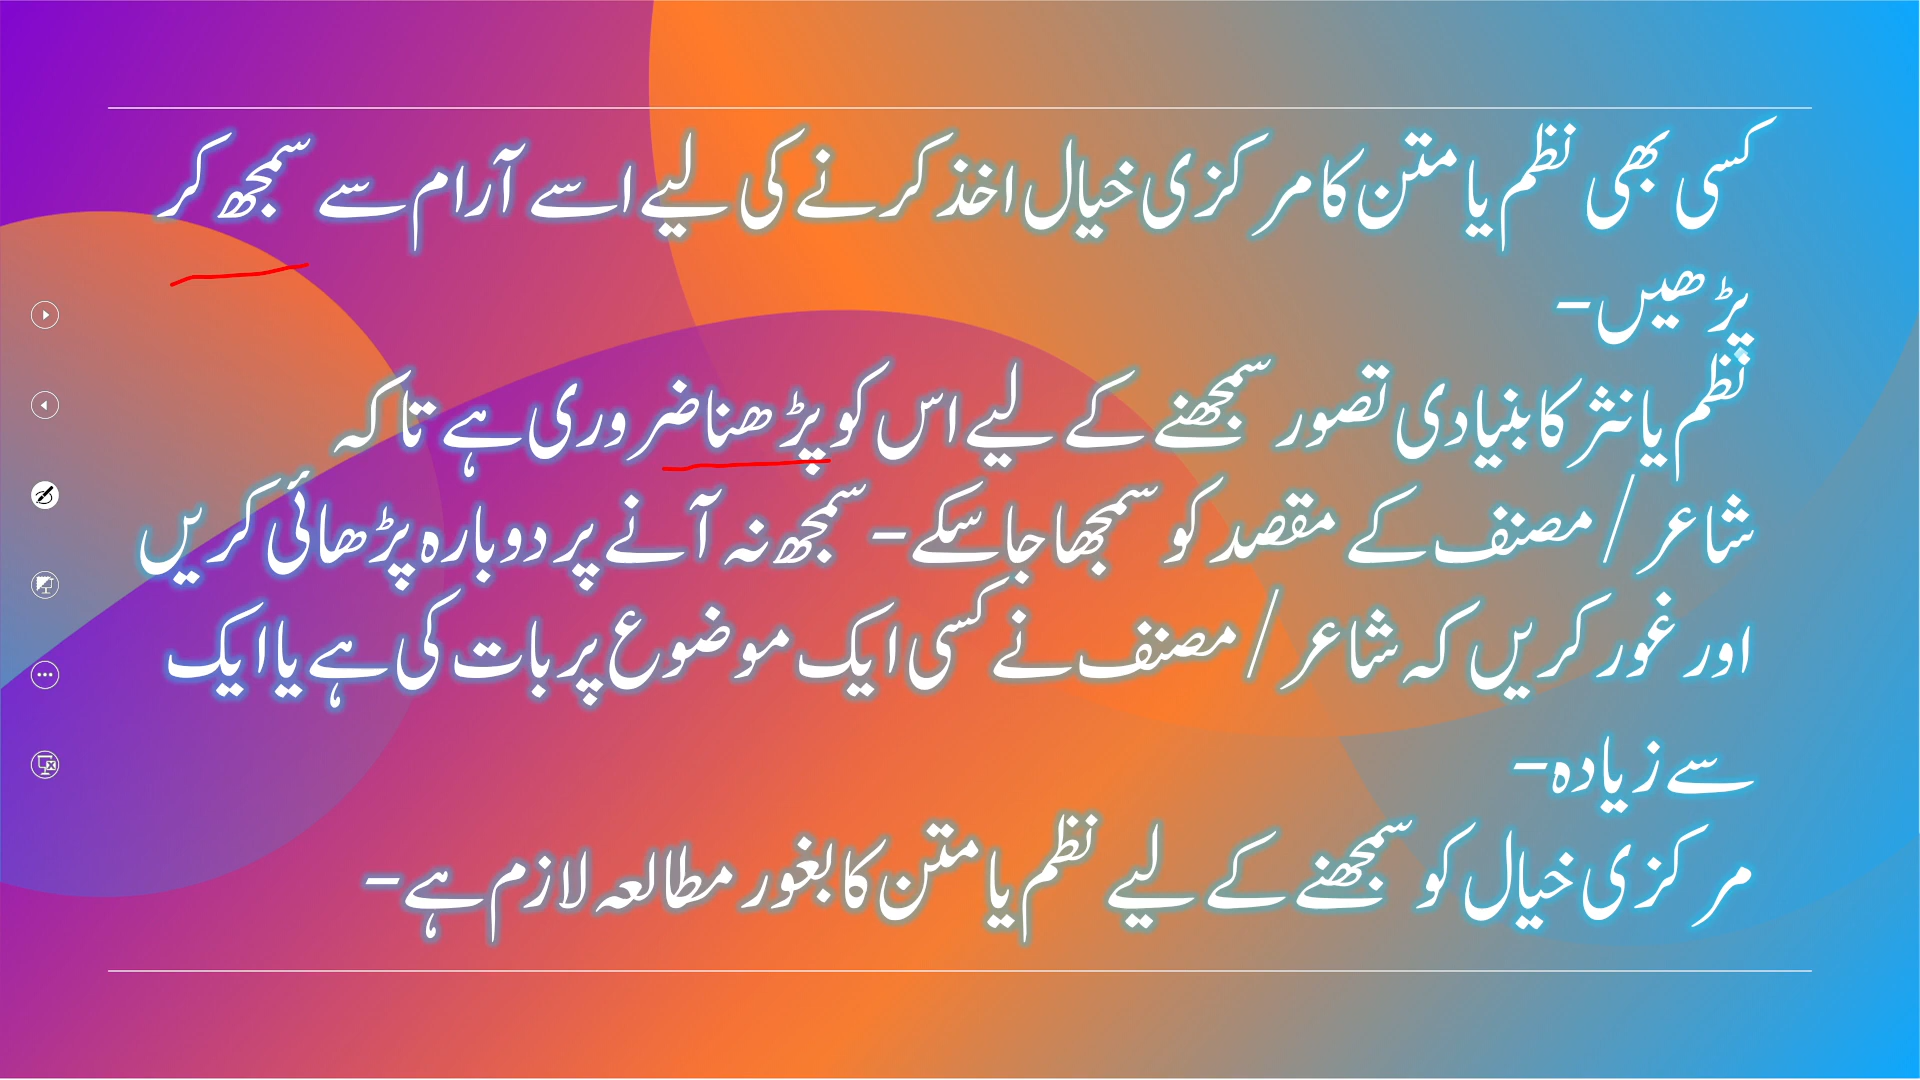 کسی بھی نظم یا متن کا مرکزی خیال اخذ کرنے کی لیے اسے آرام سے سمجھ کر
پڑھیں-
نظم یا نثر کا بنیادی تصور سمجھنے کے لیے اس کو پڑھنا ضروری ہے تاکہ
شاعر / مصنف کے مقصد کو سمجھا جا سکے- سمجھ نہ آنے پر دوبارہ پڑھائی کریں
اور غور کریں کہ شاعر / مصنف نے کسی ایک موضوع پر بات کی ہے یا ایک
سے زیادہ-
مرکزی خیال کو سمجھنے کے لیے نظم یا متن کا بغور مطالعہ لازم ہے-